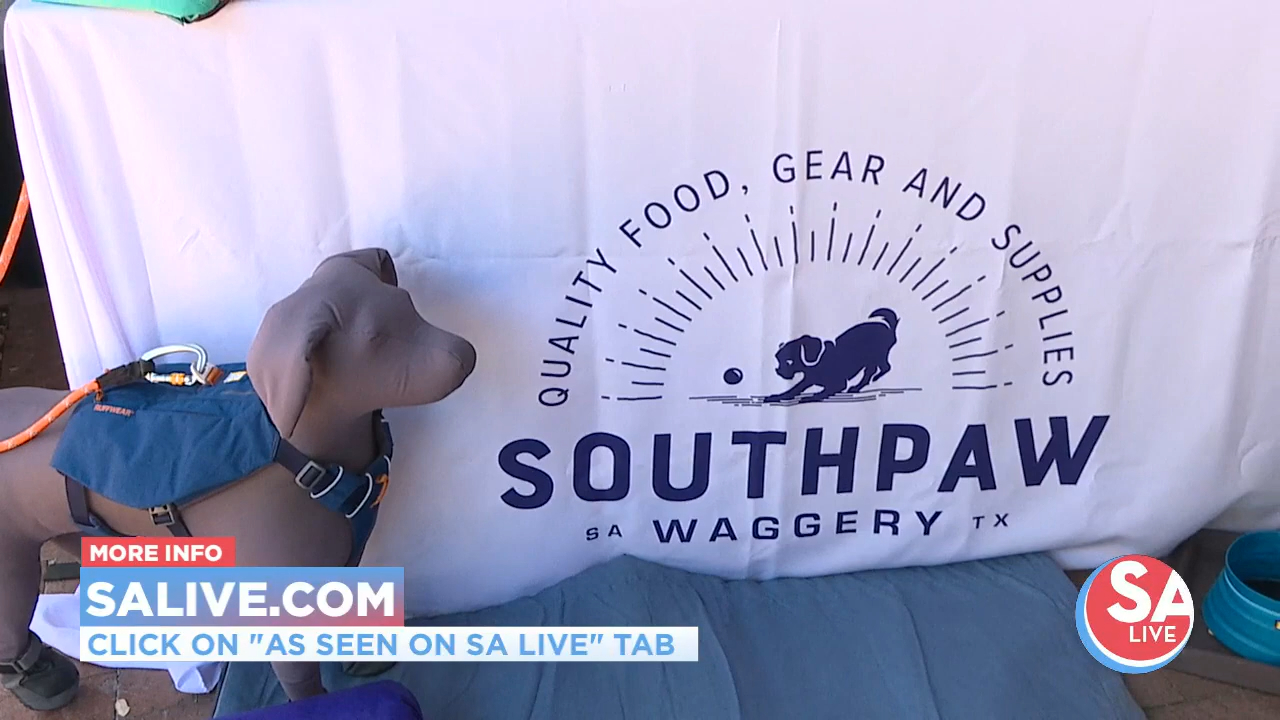 QUALITY FOOD, GEAR AND SUPPLIES
SOUTHPAW
SA WAGGERY TX
RUFFWEAR
MORE INFO
SALIVE.COM
CLICK ON "AS SEEN ON SA LIVE" TAB
SA
LIVE